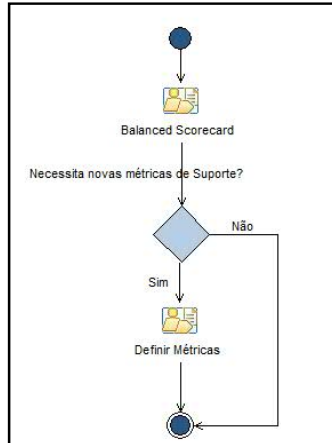 Balanced Scorecard
Necessita novas métricas de Suporte?
Não
Sim
Definir Métricas